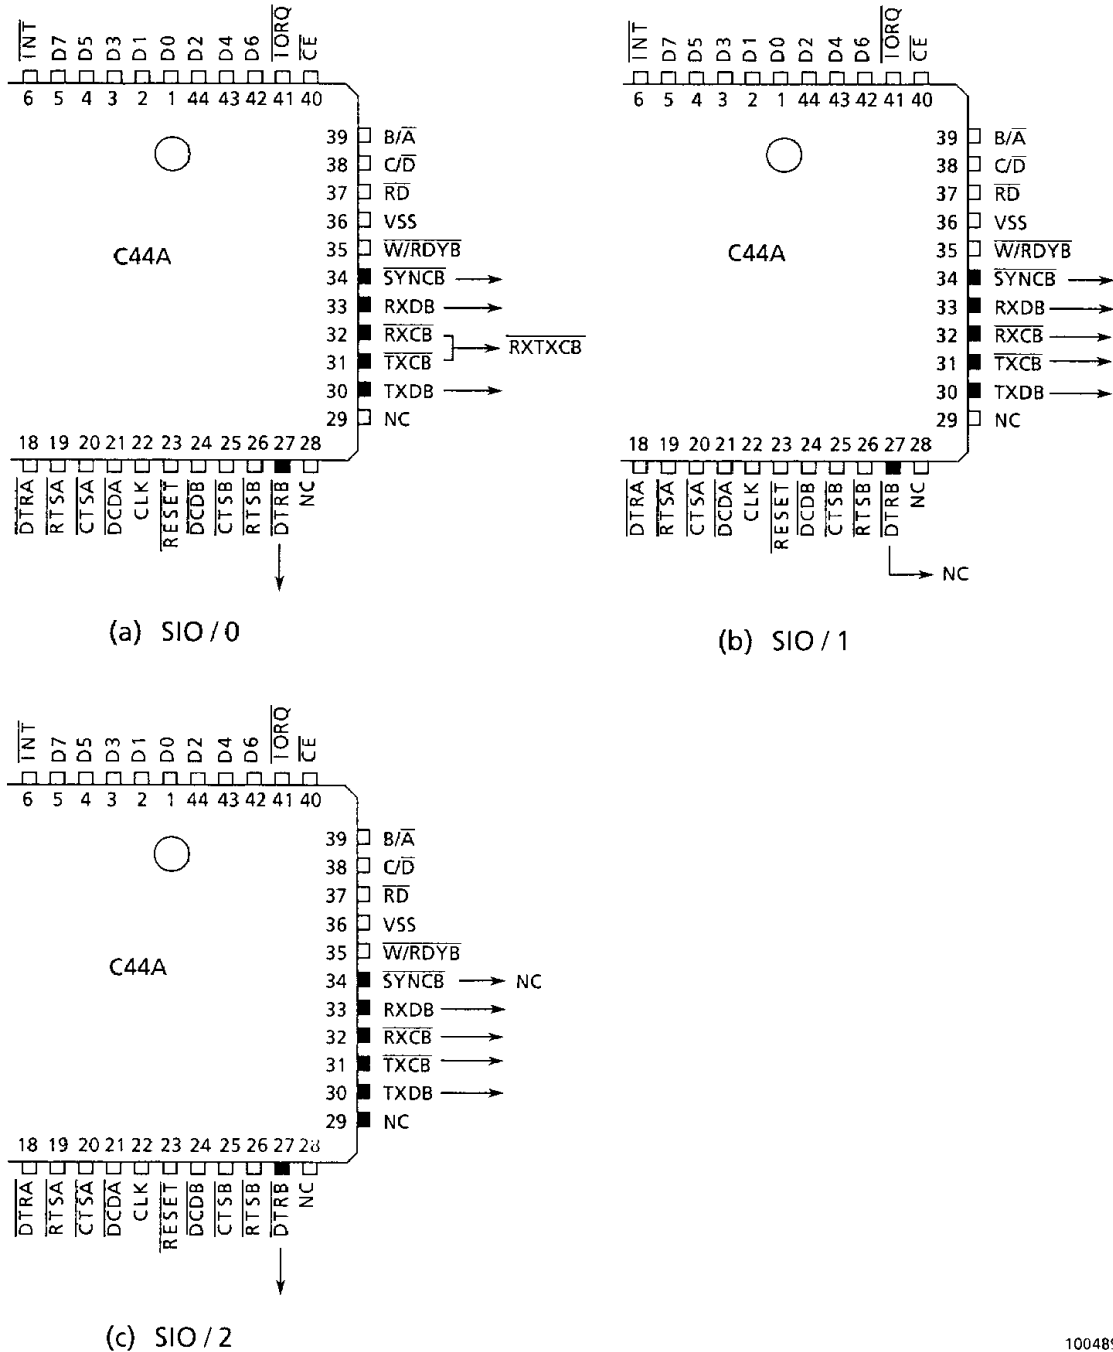 INT D7 D5 D3 D1 D0 D2 D4 D6 IORQ CE
6 5 4 3 2 1 44 43 42 41 40
39 B/A
38 C/D
37 RD
36 VSS
C44A
35 W/RDYB
34 SYNCB
33 RXDB
32 RXCB
RXTXCB
31 TXCB
30 TXDB
29 NC
18 19 20 21 22 23 24 25 26 27 28
DTRA RTSA CTSA DCDA CLK RESET DCDB CTSB RTSB DTRB NC
(a) SIO / 0
INT D7 D5 D3 D1 D0 D2 D4 D6 IORQ CE
6 5 4 3 2 1 44 43 42 41 40
39 B/A
38 C/D
37 RD
36 VSS
C44A
35 W/RDYB
34 SYNCB
33 RXDB
32 RXCB
31 TXCB
30 TXDB
29 NC
18 19 20 21 22 23 24 25 26 27 28
DTRA RTSA CTSA DCDA CLK RESET DCDB CTSB RTSB DTRB NC
NC
(b) SIO / 1
INT D7 D5 D3 D1 D0 D2 D4 D6 IORQ CE
6 5 4 3 2 1 44 43 42 41 40
39 B/A
38 C/D
37 RD
36 VSS
35 W/RDYB
C44A
34 SYNCB NC
33 RXDB
32 RXCB
31 TXCB
30 TXDB
29 NC
18 19 20 21 22 23 24 25 26 27 28
DTRA RTSA CTSA DCDA CLK RESET DCDB CTSB RTSB DTRB NC
(c) SIO / 2
100489